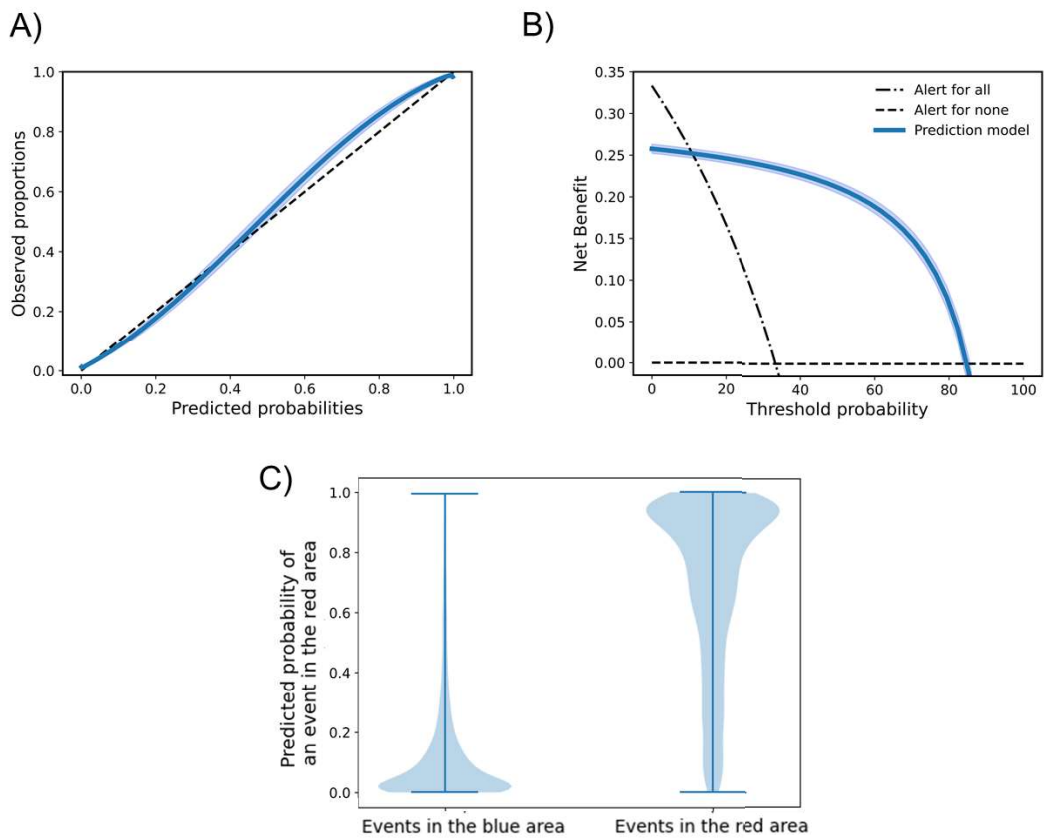 A)
1.0
0.8
0.6
0.4
0.2
0.0
Observed proportions
0.0 0.2 0.4 0.6 0.8 1.0
Predicted probabilities
B)
0.35
0.30
0.25
0.20
0.15
0.10
0.05
0.00
Net Benefit
Alert for all
Alert for none
Prediction model
0 20 40 60 80 100
Threshold probability
C)
1.0
0.8
0.6
0.4
0.2
0.0
Predicted probability of
an event in the red area
Events in the blue area Events in the red area